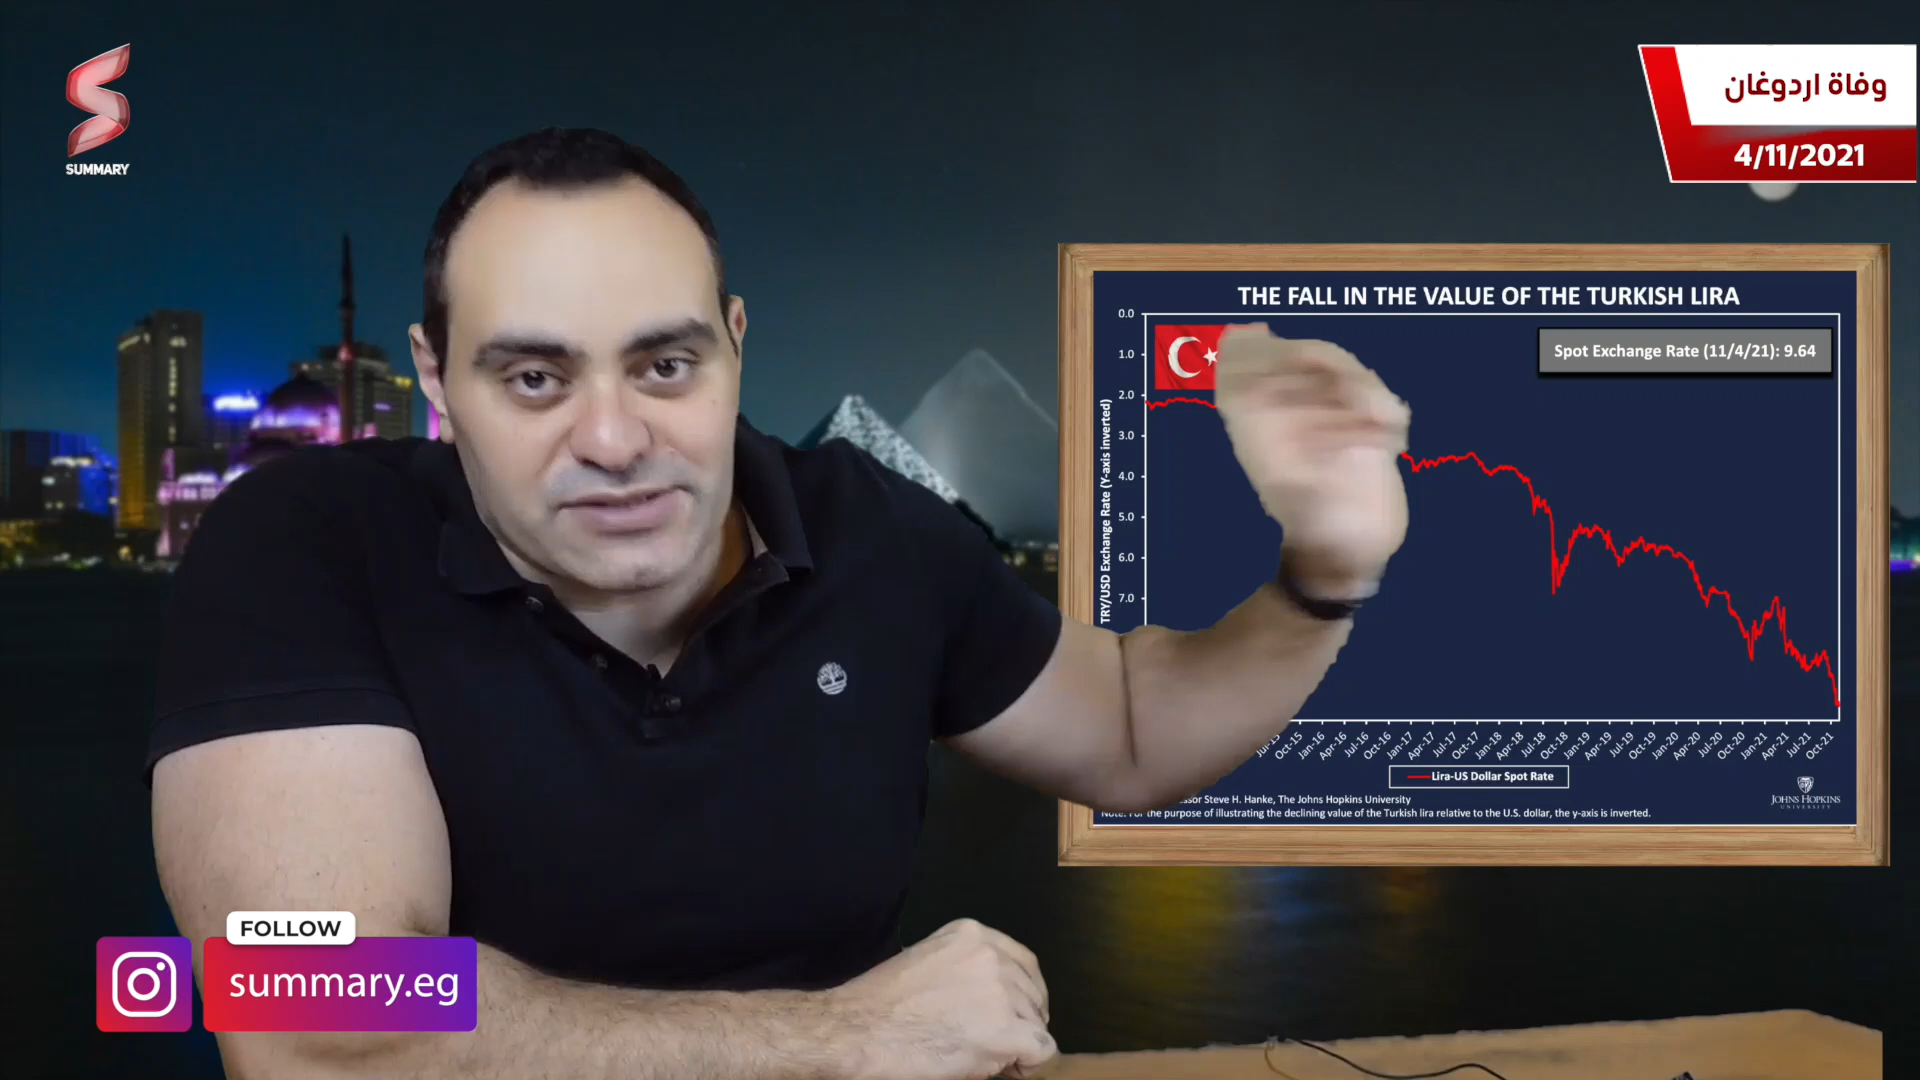 SUMMARY
وفاة اردوغان
4/11/2021
THE FALL IN THE VALUE OF THE TURKISH LIRA
Spot Exchange Rate (11/4/21): 9.64
0.0
1.0
2.0
3.0
4.0
5.0
6.0
7.0
TRY/USD Exchange Rate (Y-axis inverted)
Jul-15 Oct-15 Jan-16 Apr-16 Jul-16 Oct-16 Jan-17 Apr-17 Jul-17 Oct-17 Jan-18 Apr-18 Jul-18 Oct-18 Jan-19 Apr-19 Jul-19 Oct-19 Jan-20 Apr-20 Jul-20 Oct-20 Jan-21 Apr-21 Jul-21 Oct-21
Lira-US Dollar Spot Rate
Steve H. Hanke, The Johns Hopkins University
Note: For the purpose of illustrating the declining value of the Turkish lira relative to the U.S. dollar, the y-axis is inverted.
JOHNS HOPKINS
UNIVERSITY
FOLLOW
summary.eg